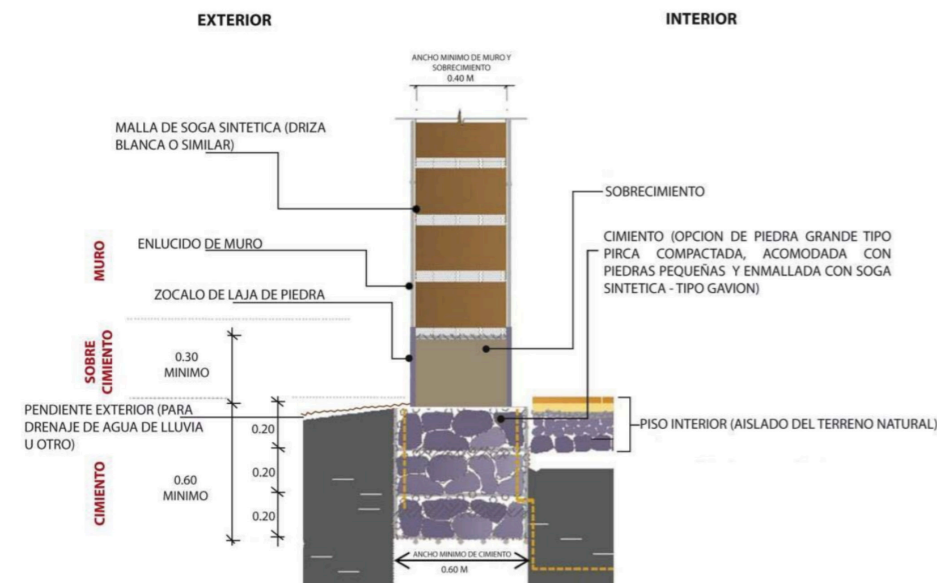 EXTERIOR
INTERIOR
ANCHO MINIMO DE MURO Y
SOBRECIMIENTO
0.40 M
MALLA DE SOGA SINTETICA (DRIZA
BLANCA O SIMILAR)
SOBRECIMIENTO
MURO
ENLUCIDO DE MURO
CIMIENTO (OPCION DE PIEDRA GRANDE TIPO
PIRCA COMPACTADA, ACOMODADA CON
PIEDRAS PEQUEÑAS Y ENMALLADA CON SOGA
SINTETICA - TIPO GAVION)
ZOCALO DE LAJA DE PIEDRA
SOBRE
CIMIENTO
0.30
MINIMO
PENDIENTE EXTERIOR (PARA
DRENAJE DE AGUA DE LLUVIA
U OTRO)
0.20
PISO INTERIOR (AISLADO DEL TERRENO NATURAL)
CIMIENTO
0.60
MINIMO
0.20
0.20
ANCHO MINIMO DE CIMIENTO
0.60 M